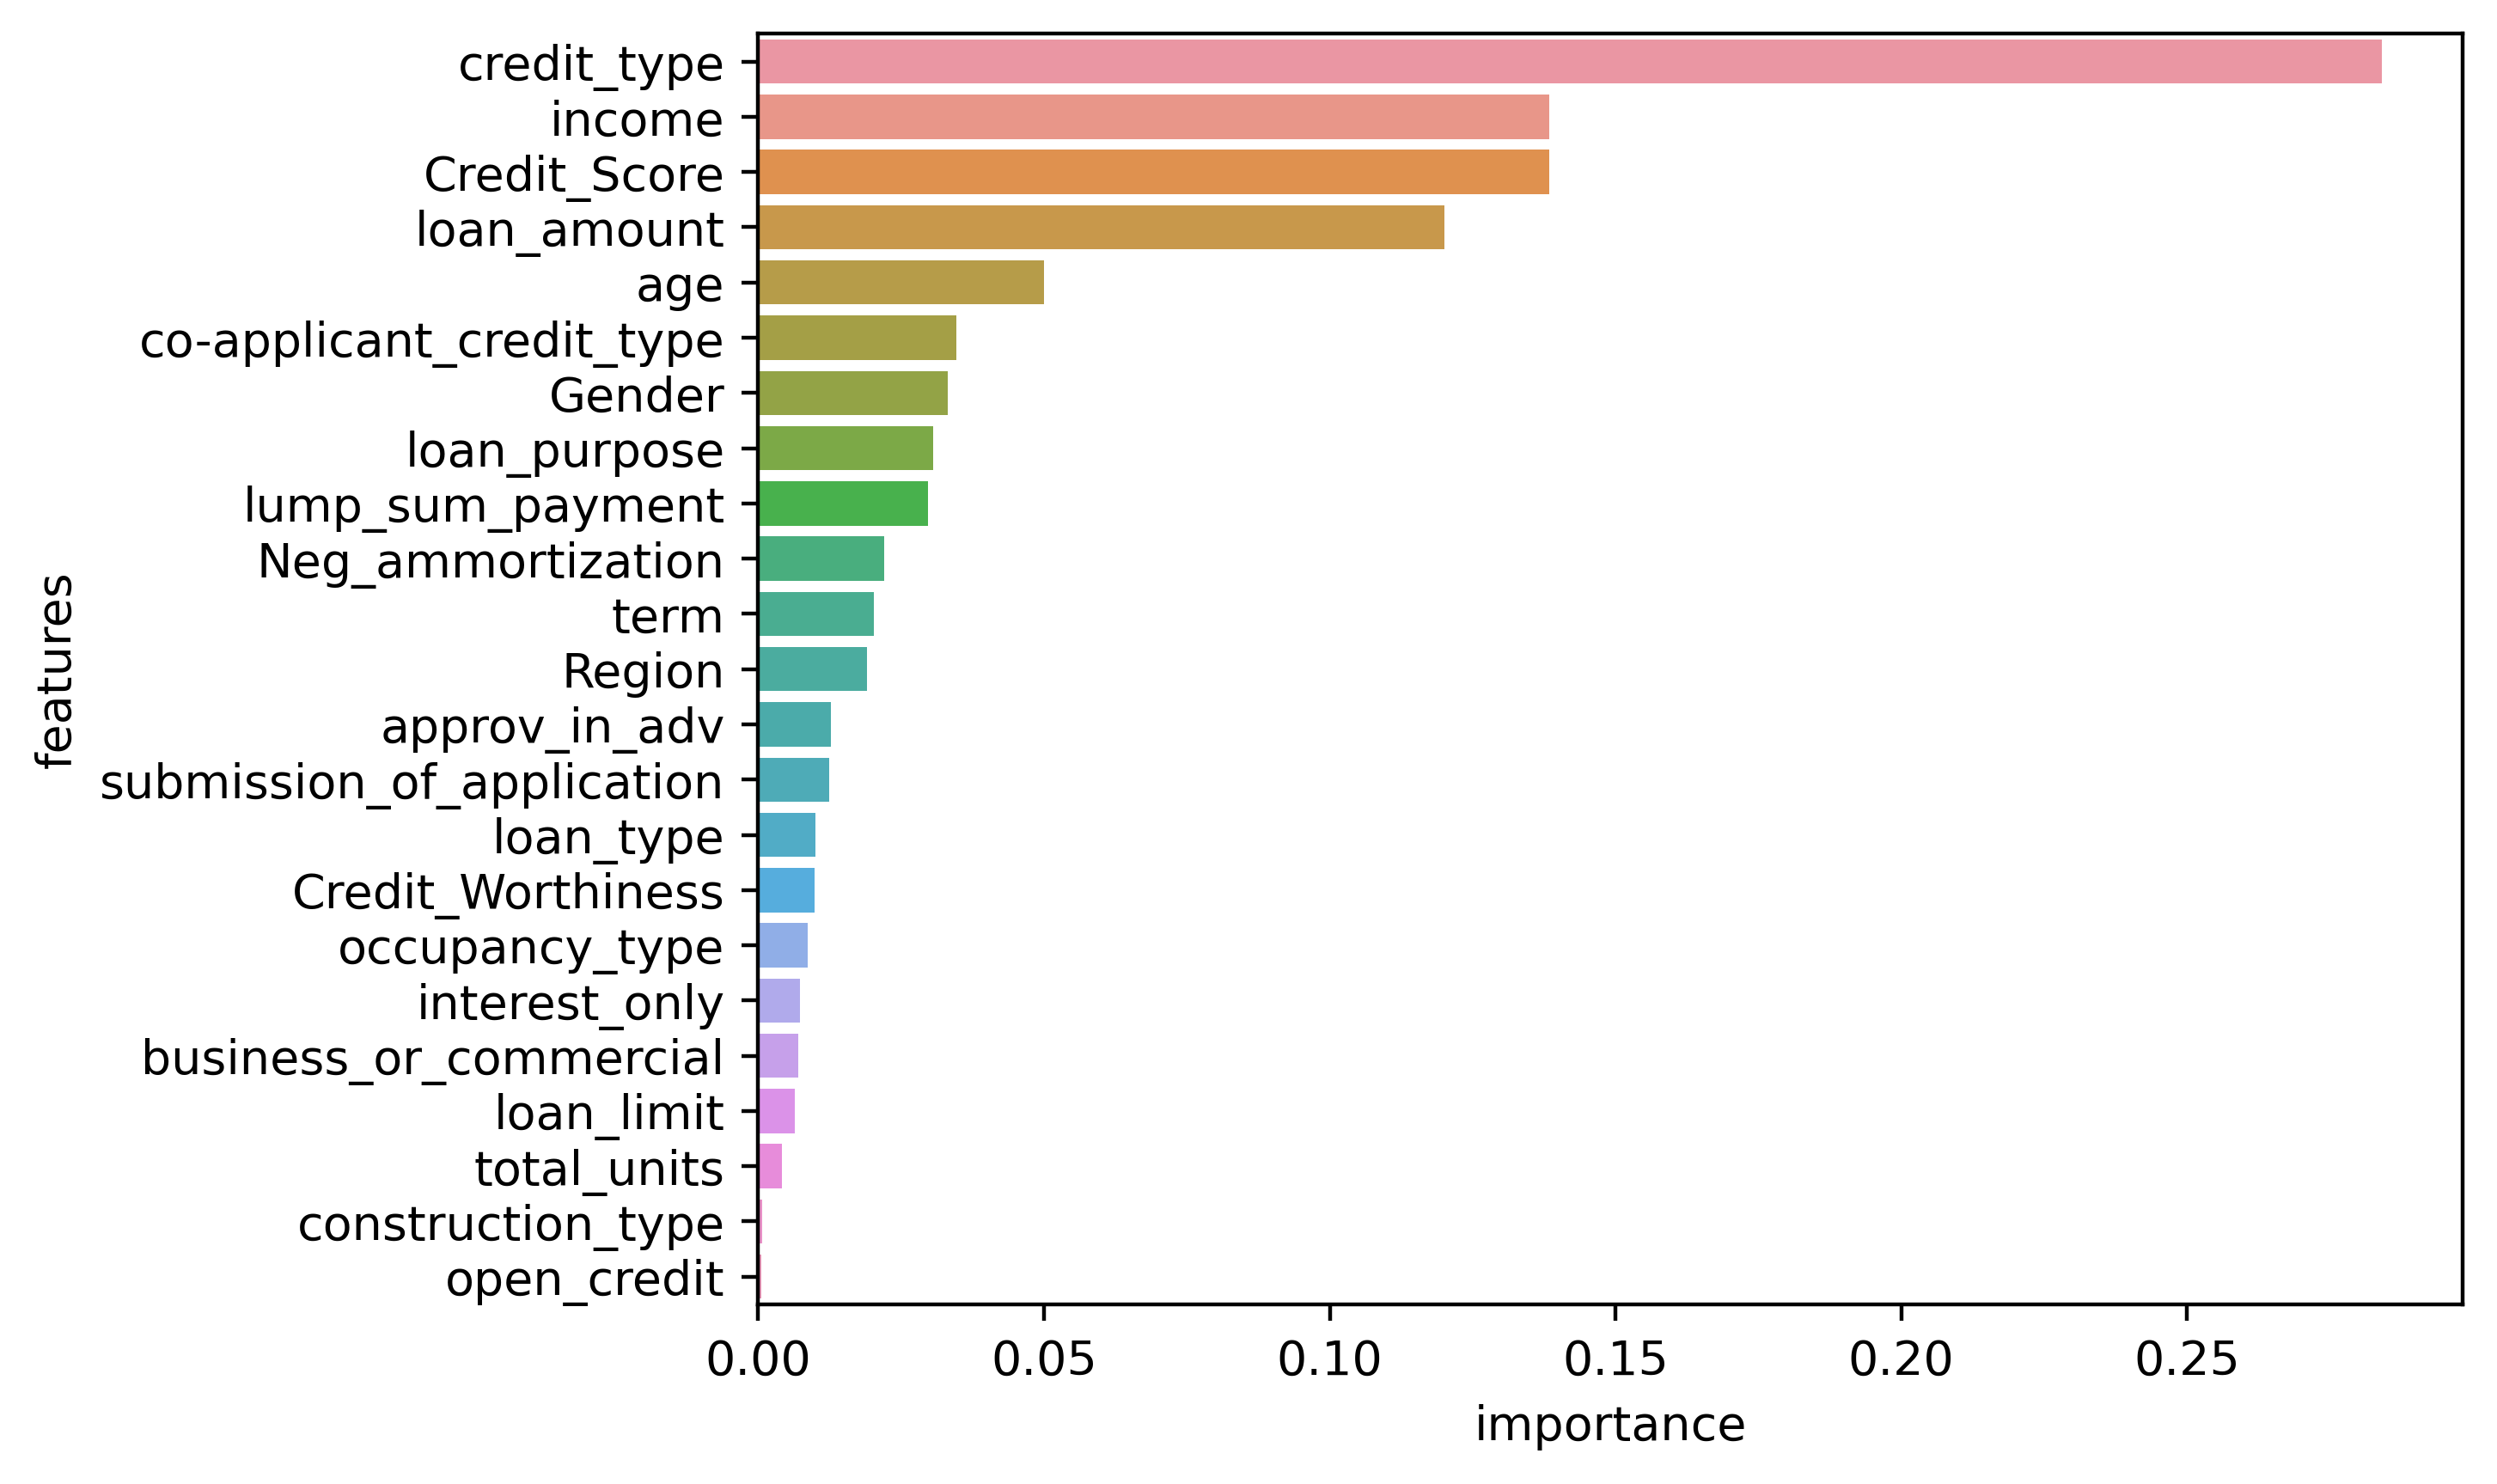 credit_type
income
Credit_Score
loan_amount
age
co-applicant_credit_type
Gender
loan_purpose
lump_sum_payment
Neg_ammortization
term
Region
approv_in_adv
submission_of_application
loan_type
Credit_Worthiness
occupancy_type
interest_only
business_or_commercial
loan_limit
total_units
construction_type
open_credit
features
0.00 0.05 0.10 0.15 0.20 0.25
importance